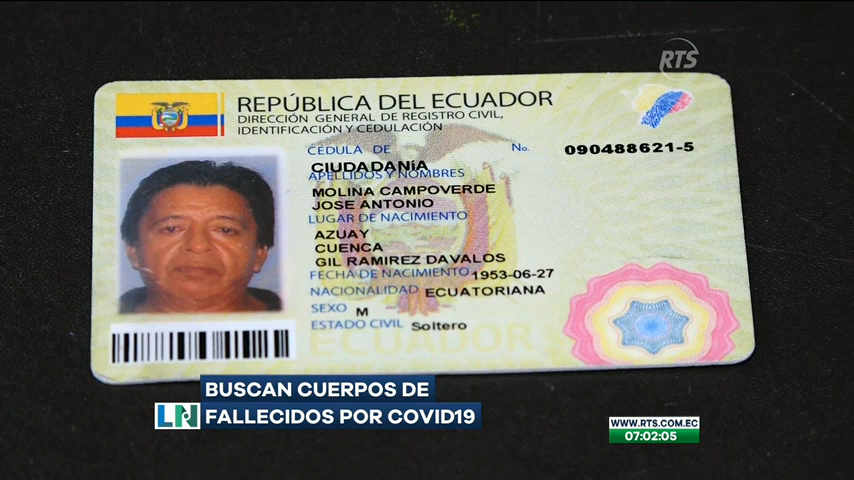 RTS
REPÚBLICA DEL ECUADOR
DIRECCIÓN GENERAL DE REGISTRO CIVIL,
IDENTIFICACIÓN Y CEDULACIÓN
CÉDULA DE No. 090488621-5
CIUDADANÍA
APELLIDOS Y NOMBRES
MOLINA CAMPOVERDE
JOSE ANTONIO
LUGAR DE NACIMIENTO
AZUAY
CUENCA
GIL RAMIREZ DAVALOS
FECHA DE NACIMIENTO 1953-06-27
NACIONALIDAD ECUATORIANA
SEXO M
ESTADO CIVIL Soltero
ECUADOR
BUSCAN CUERPOS DE
LN FALLECIDOS POR COVID19
WWW.RTS.COM.EC
07:02:05